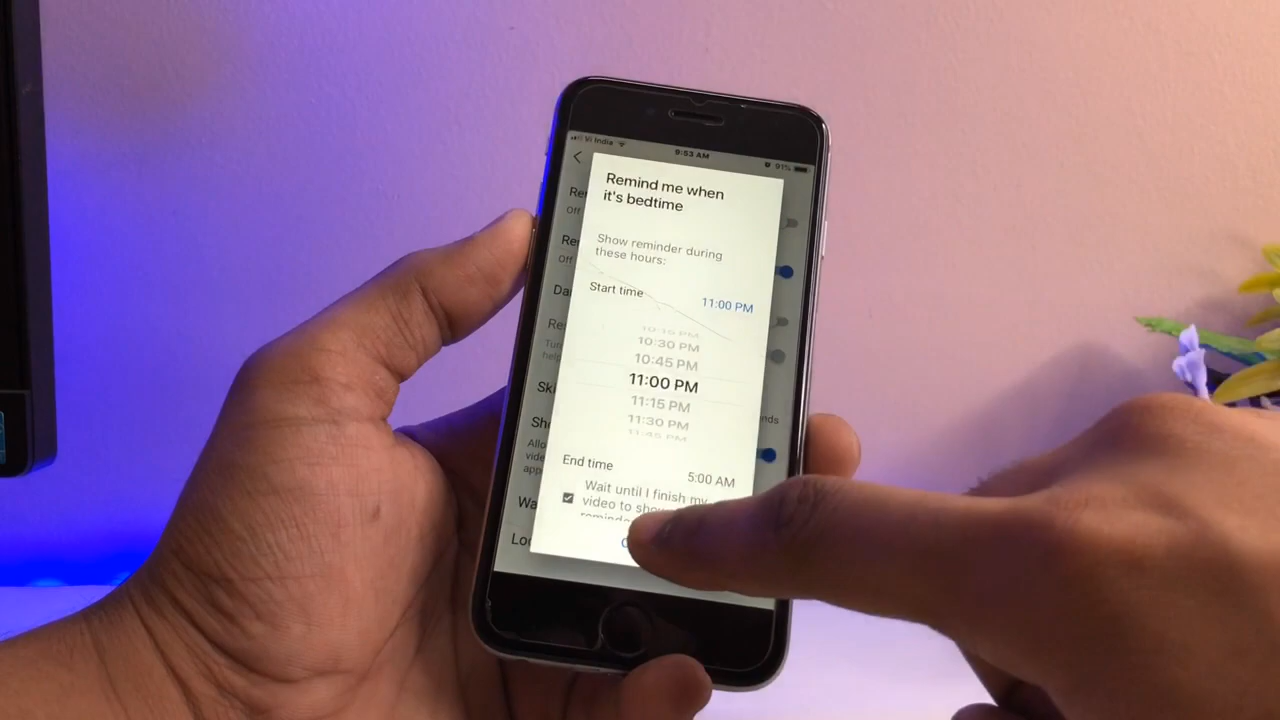 Vi India
9:53 AM
91%
Remind me when
it's bedtime
Off
Show reminder during
these hours:
Off
Start time
11:00 PM
10:15 PM
10:30 PM
10:45 PM
11:00 PM
11:15 PM
11:30 PM
11:45 PM
End time
5:00 AM
Wait until I finish my
video to